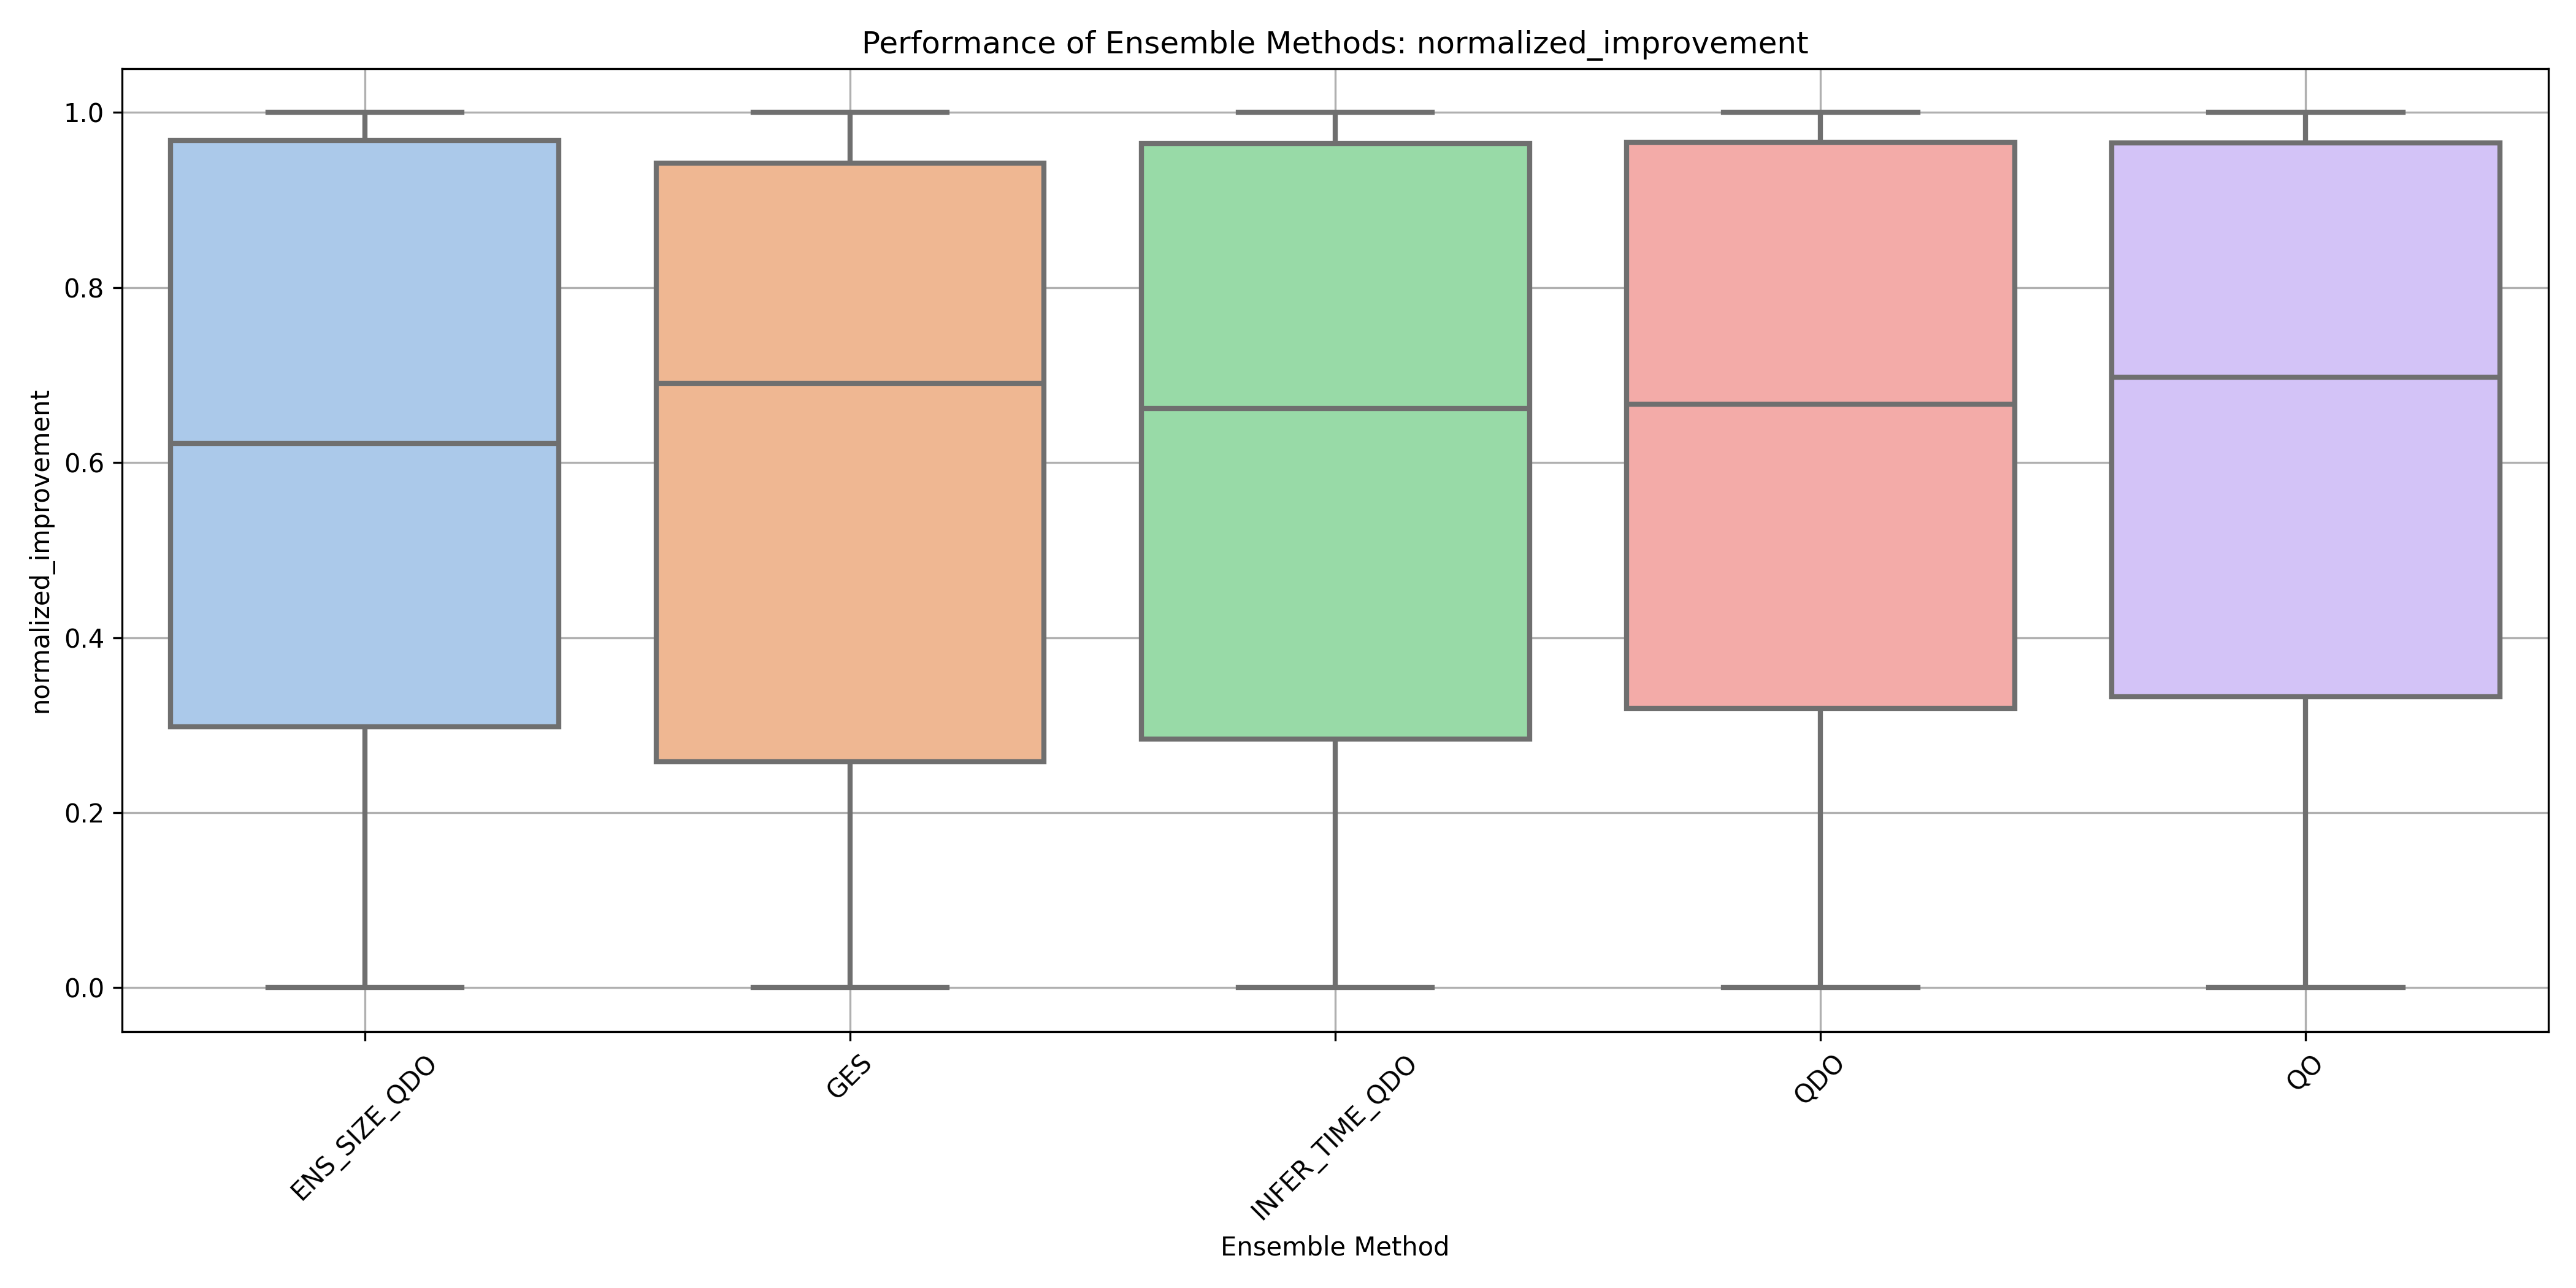 Performance of Ensemble Methods: normalized_improvement
normalized_improvement
1.0
0.8
0.6
0.4
0.2
0.0
ENS_SIZE_QDO
GES
INFER_TIME_QDO
QDO
QO
Ensemble Method